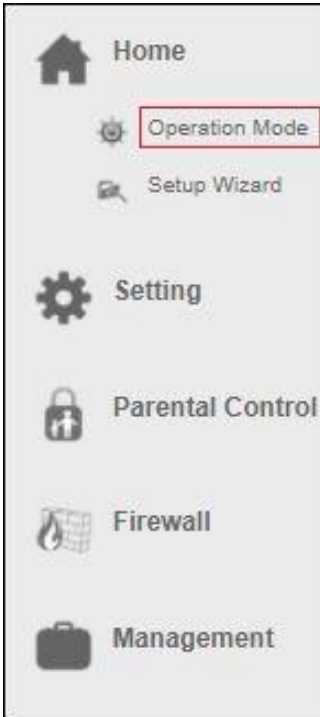 Home
Operation Mode
Setup Wizard
Setting
Parental Control
Firewall
Management